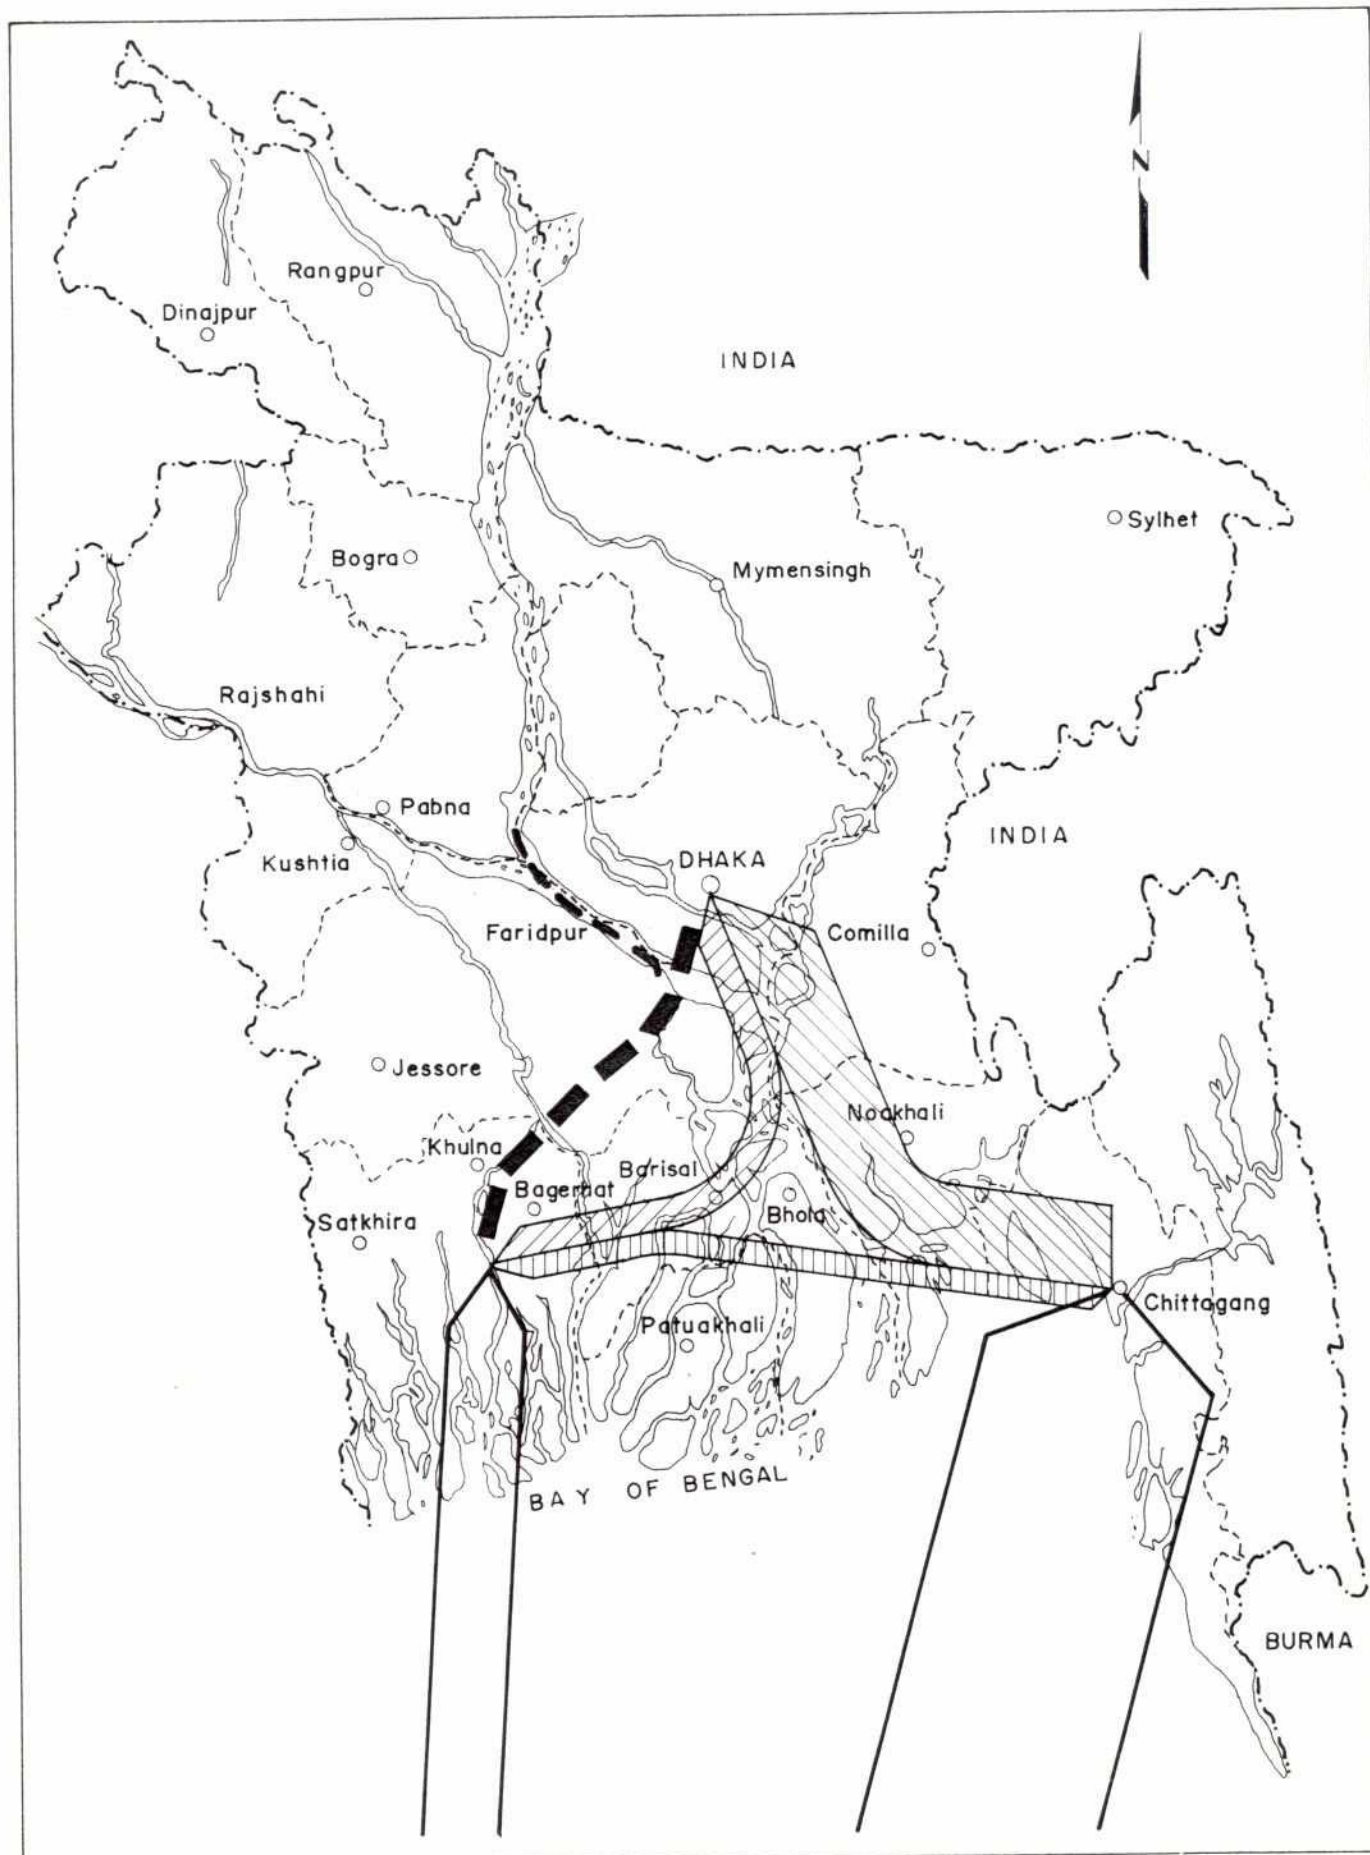 N
Rangpur
Dinajpur
INDIA
Sylhet
Bogra
Mymensingh
Rajshahi
Pabna
INDIA
Kushtia
DHAKA
Faridpur
Comilla
Jessore
Noakhali
Khulna
Barisal
Bagerhat
Bhola
Satkhira
Chittagang
Patuakhali
BAY OF BENGAL
BURMA